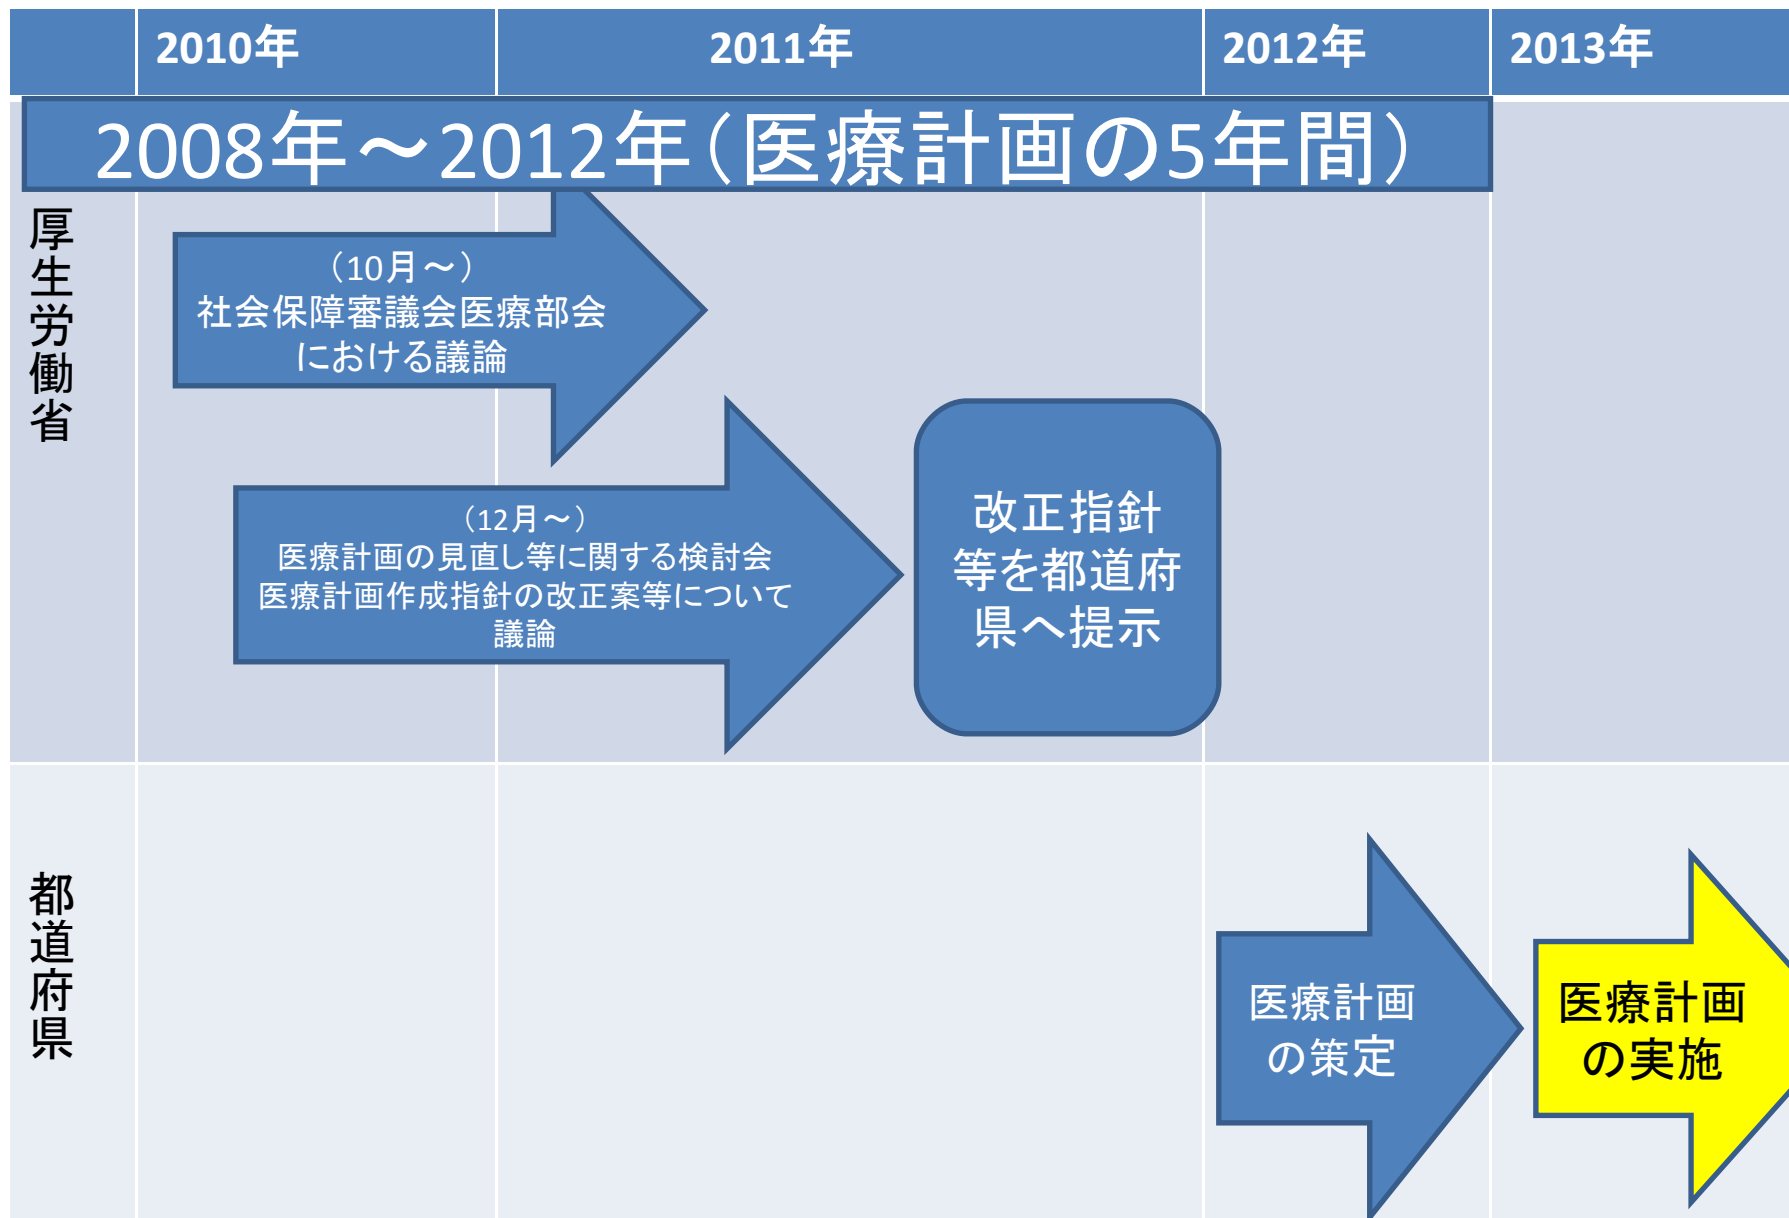 2010年
2011年
2012年
2013年
2008年～2012年（医療計画の5年間）
厚生労働省
（10月～）
社会保障審議会医療部会
における議論
（12月～）
医療計画の見直し等に関する検討会
医療計画作成指針の改正案等について
議論
改正指針
等を都道府
県へ提示
都道府県
医療計画
の策定
医療計画
の実施